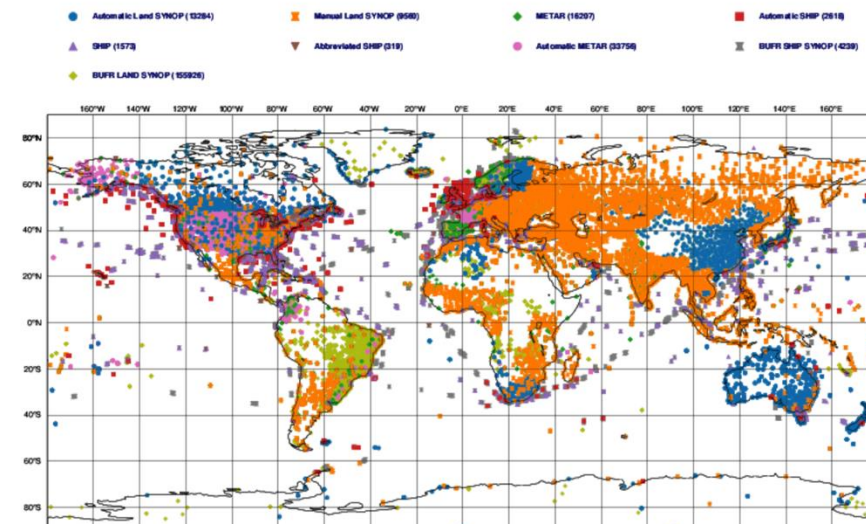 Automatic Land SYNOP (13284) Manual Land SYNOP (9560) METAR (16207) Automatic SHIP (2618)
SHIP (1573) Abbreviated SHIP (319) Automatic METAR (33756) BUFR SHIP SYNOP (4239)
BUFR LAND SYNOP (155926)
160°W 140°W 120°W 100°W 80°W 60°W 40°W 20°W 0°E 20°E 40°E 60°E 80°E 100°E 120°E 140°E 160°E
80°N
60°N
40°N
20°N
0°N
20°S
40°S
60°S
80°S